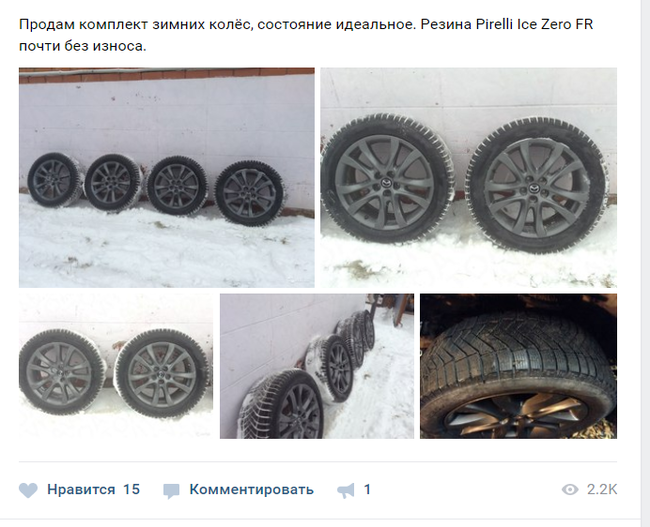 Продам комплект зимних колёс, состояние идеальное. Резина Pirelli Ice Zero FR
почти без износа.
Нравится 15 Комментировать 1 2.2K